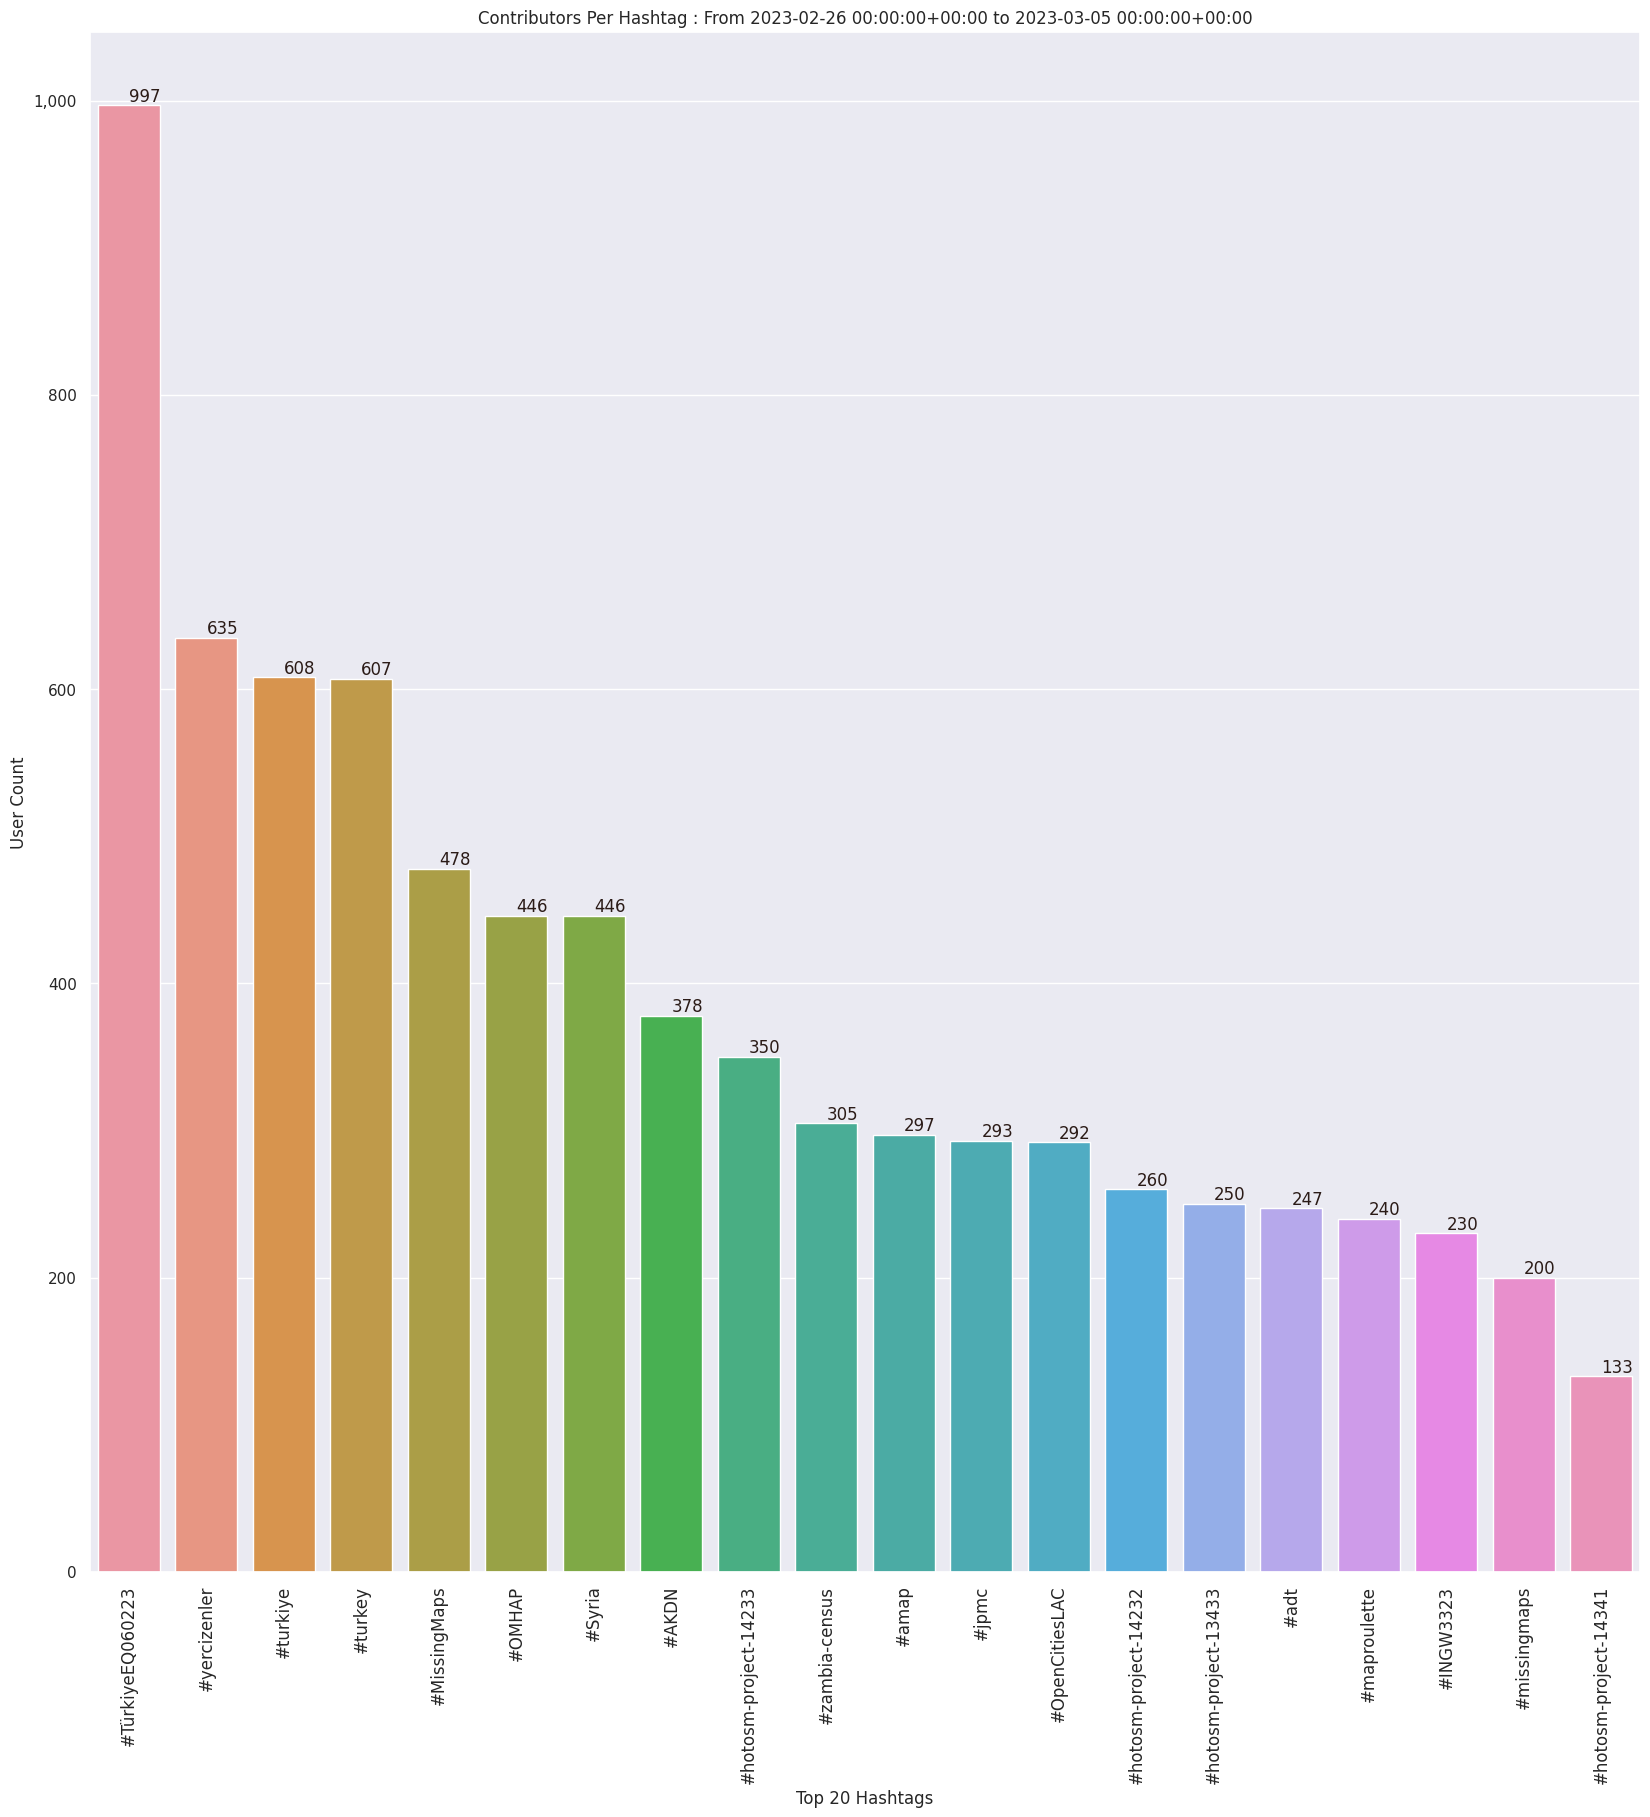 Contributors Per Hashtag : From 2023-02-26 00:00:00+00:00 to 2023-03-05 00:00:00+00:00
User Count
1,000
800
600
400
200
0
997
635
608
607
478
446
446
378
350
305
297
293
292
260
250
247
240
230
200
133
#TürkiyeEQ060223
#yercizenler
#turkiye
#turkey
#MissingMaps
#OMHAP
#Syria
#AKDN
#hotosm-project-14233
#zambia-census
#amap
#jpmc
#OpenCitiesLAC
#hotosm-project-14232
#hotosm-project-13433
#adt
#maproulette
#INGW3323
#missingmaps
#hotosm-project-14341
Top 20 Hashtags